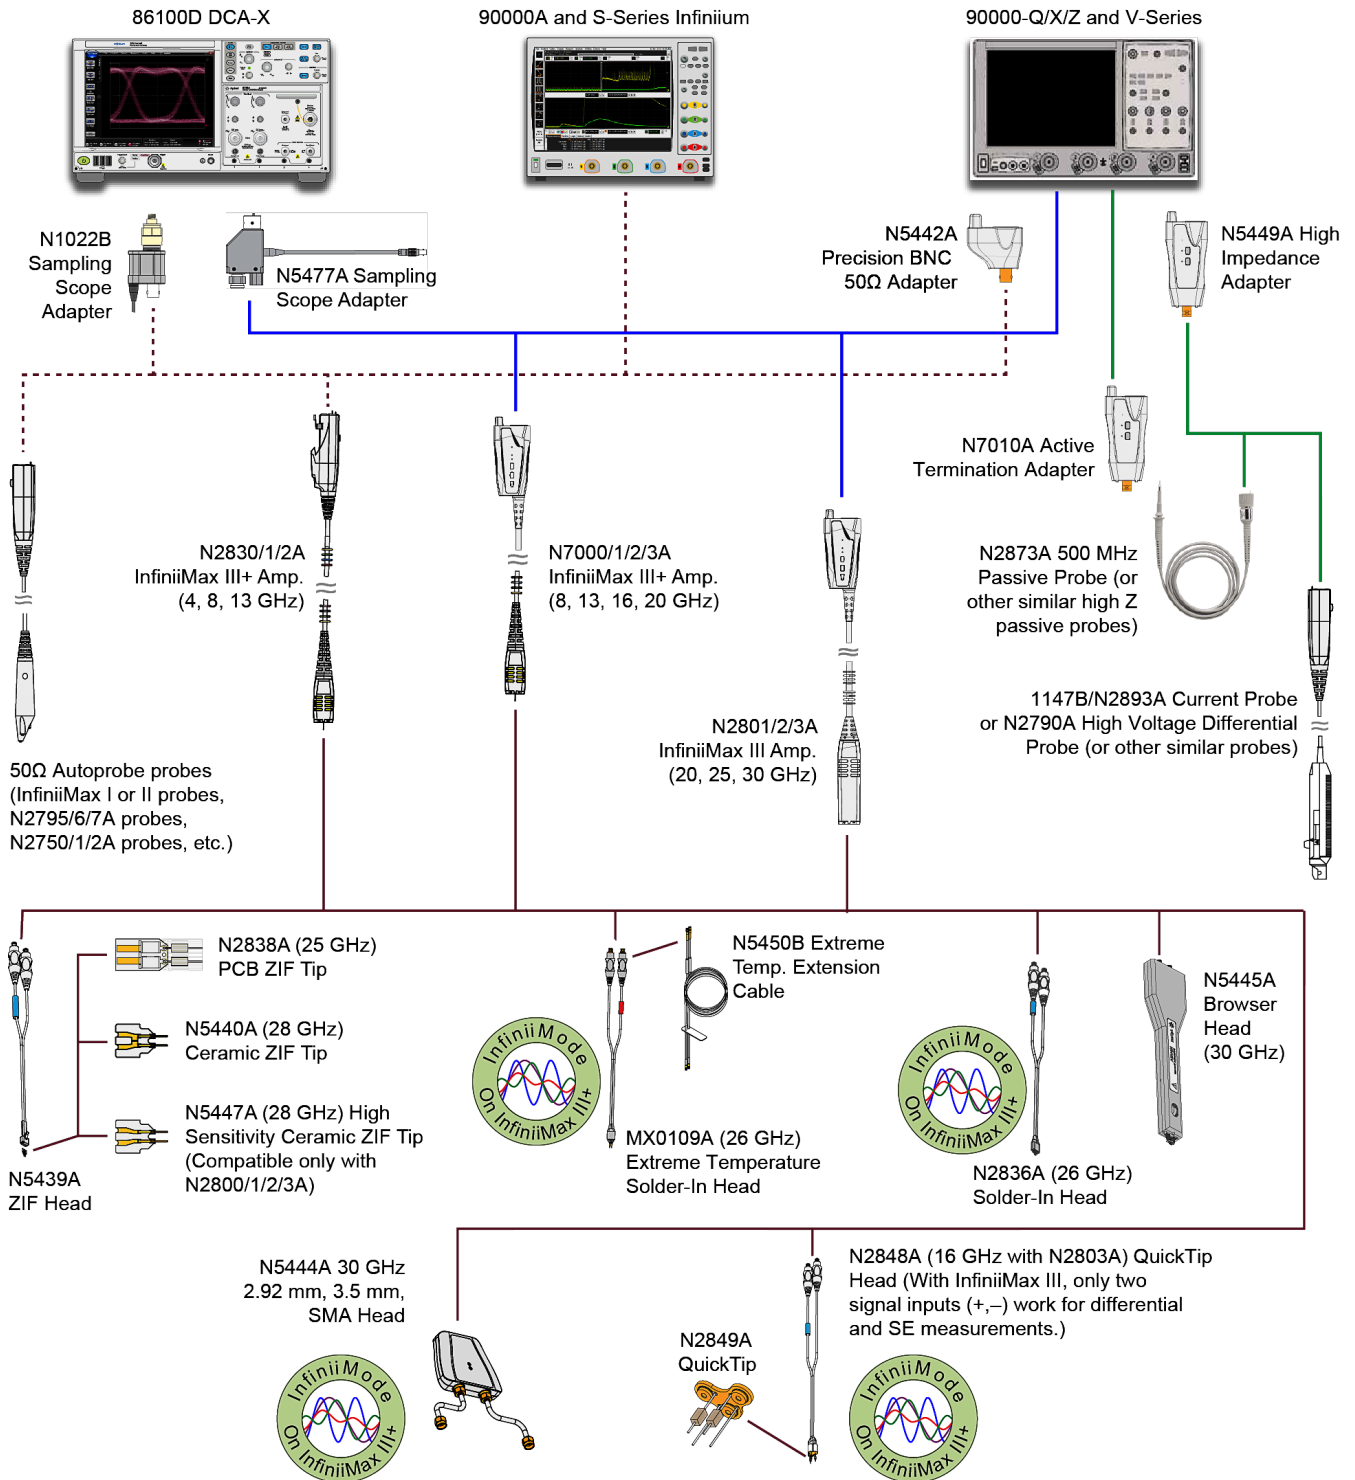 86100D DCA-X
90000A and S-Series Infiniium
90000-Q/X/Z and V-Series
N1022B
Sampling
Scope
Adapter
N5477A Sampling
Scope Adapter
N5442A
Precision BNC
50Ω Adapter
N5449A High
Impedance
Adapter
N7010A Active
Termination Adapter
N2830/1/2A
InfiniiMax III+ Amp.
(4, 8, 13 GHz)
N7000/1/2/3A
InfiniiMax III+ Amp.
(8, 13, 16, 20 GHz)
N2873A 500 MHz
Passive Probe (or
other similar high Z
passive probes)
N2801/2/3A
InfiniiMax III Amp.
(20, 25, 30 GHz)
1147B/N2893A Current Probe
or N2790A High Voltage Differential
Probe (or other similar probes)
50Ω Autoprobe probes
(InfiniiMax I or II probes,
N2795/6/7A probes,
N2750/1/2A probes, etc.)
N2838A (25 GHz)
PCB ZIF Tip
N5440A (28 GHz)
Ceramic ZIF Tip
N5447A (28 GHz) High
Sensitivity Ceramic ZIF Tip
(Compatible only with
N2800/1/2/3A)
N5439A
ZIF Head
N5450B Extreme
Temp. Extension
Cable
InfiniiMode
On InfiniiMax III+
MX0109A (26 GHz)
Extreme Temperature
Solder-In Head
InfiniiMode
On InfiniiMax III+
N2836A (26 GHz)
Solder-In Head
N5445A
Browser
Head
(30 GHz)
N5444A 30 GHz
2.92 mm, 3.5 mm,
SMA Head
InfiniiMode
On InfiniiMax III+
N2849A
QuickTip
N2848A (16 GHz with N2803A) QuickTip
Head (With InfiniiMax III, only two
signal inputs (+,–) work for differential
and SE measurements.)
InfiniiMode
On InfiniiMax III+